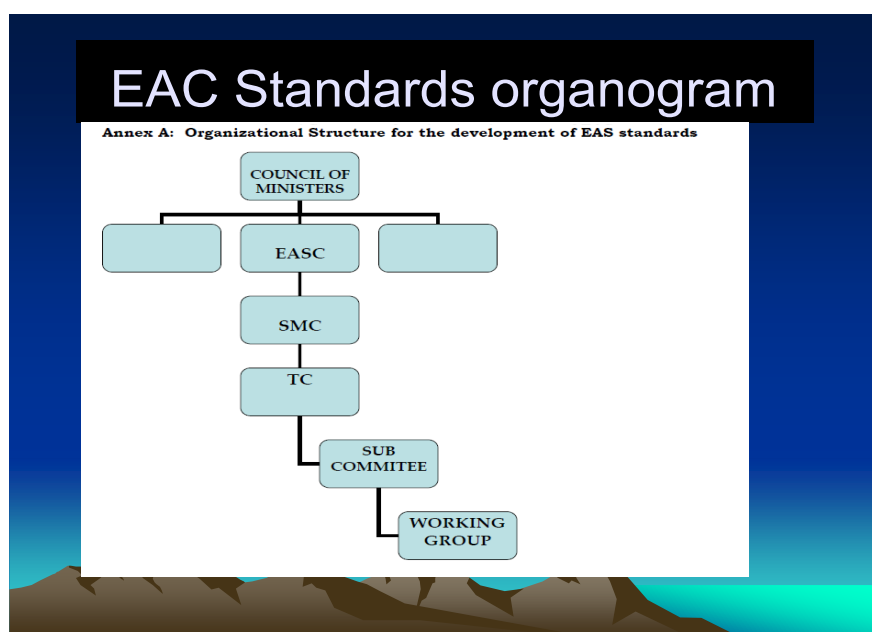 EAC Standards organogram
Annex A: Organizational Structure for the development of EAS standards
COUNCIL OF
MINISTERS
EASC
SMC
TC
SUB
COMMITEE
WORKING
GROUP